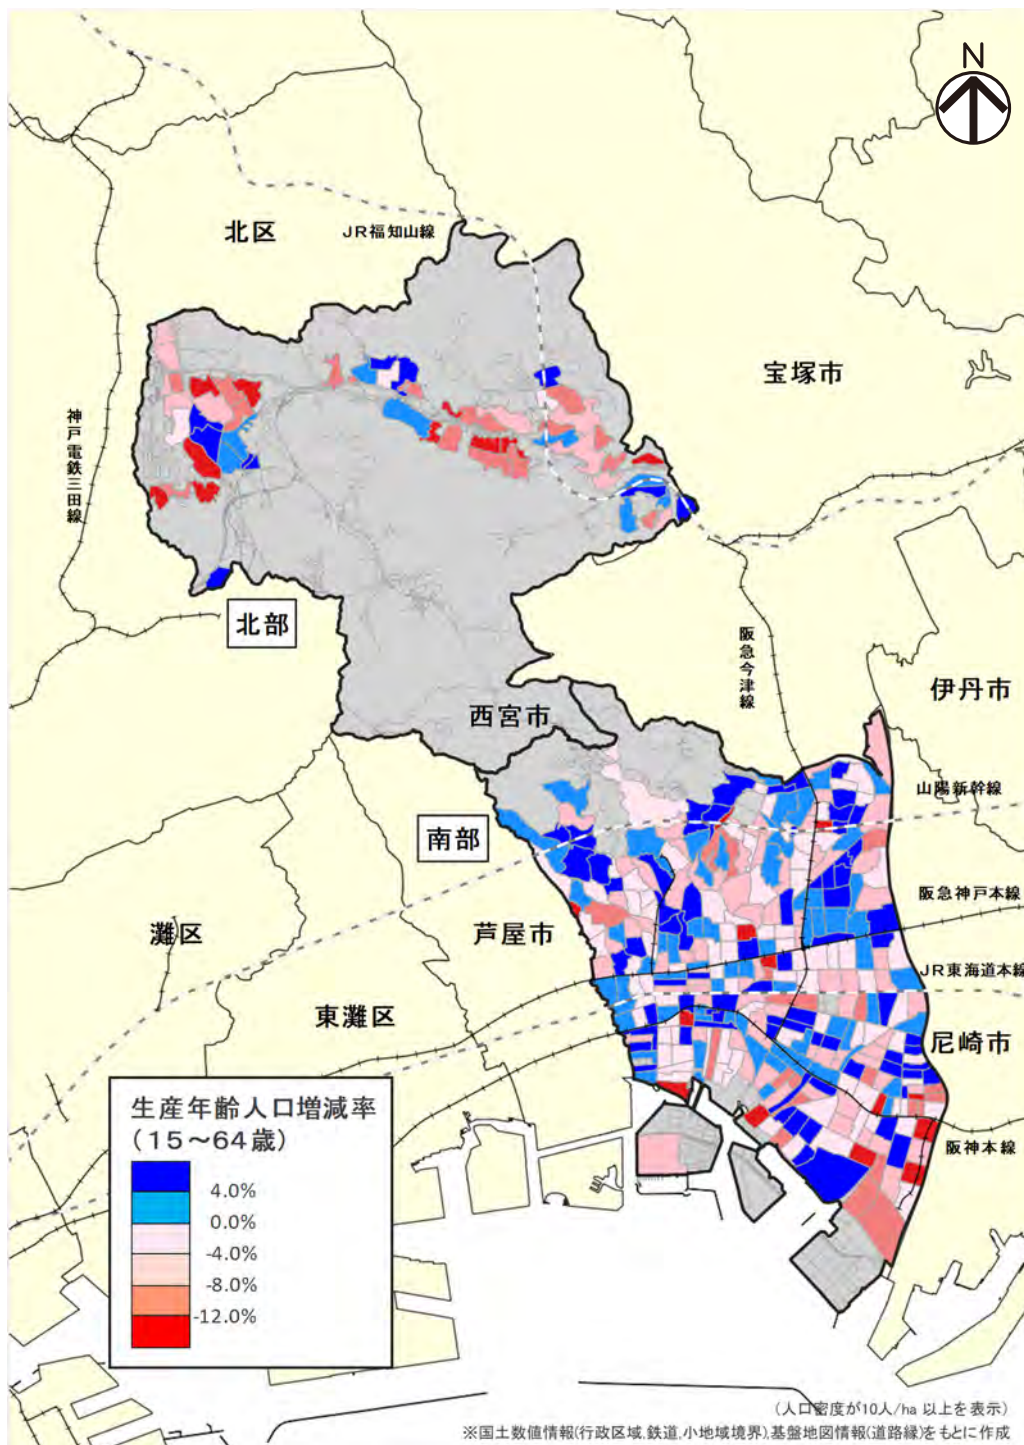 N
北区
JR福知山線
宝塚市
神戸電鉄三田線
北部
阪急今津線
伊丹市
西宮市
山陽新幹線
南部
阪急神戸本線
灘区
芦屋市
JR東海道本線
東灘区
尼崎市
阪神本線
生産年齢人口増減率
(15～64歳)
4.0%
0.0%
-4.0%
-8.0%
-12.0%
(人口密度が10人/ha 以上を表示)
※国土数値情報(行政区域,鉄道,小地域境界),基盤地図情報(道路縁)をもとに作成